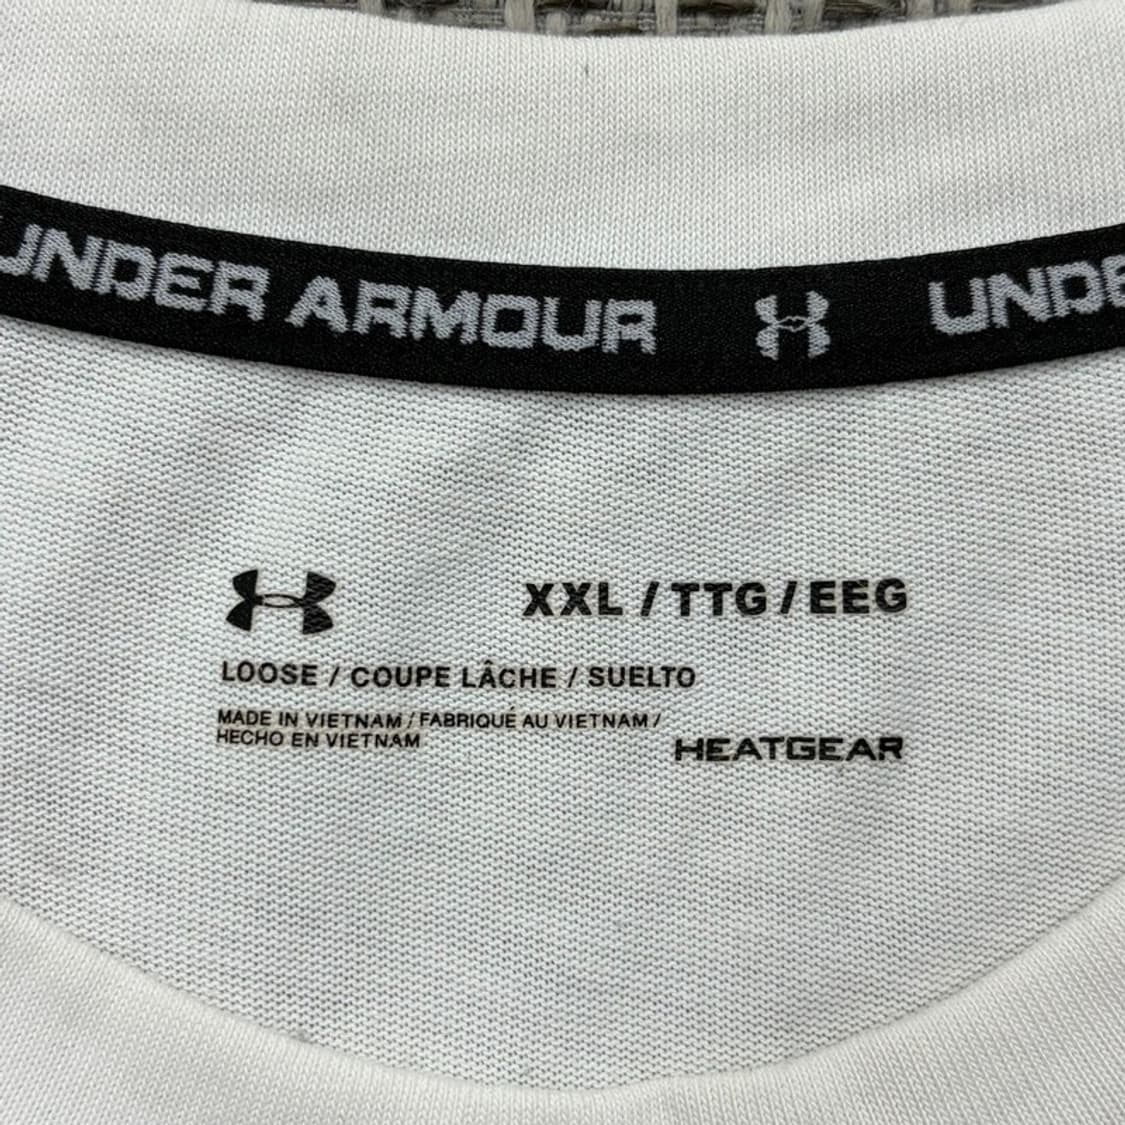 UNDER ARMOUR UNDE
XXL / TTG / EEG
LOOSE / COUPE LÂCHE / SUELTO
MADE IN VIETNAM / FABRIQUÉ AU VIETNAM /
HECHO EN VIETNAM
HEATGEAR